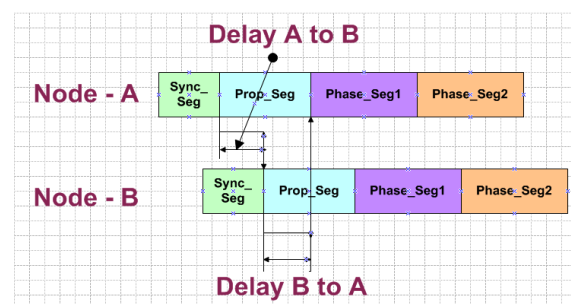 Delay A to B
Node - A
Sync_
Seg
Prop_Seg
Phase_Seg1
Phase_Seg2
Node - B
Sync_
Seg
Prop_Seg
Phase_Seg1
Phase_Seg2
Delay B to A